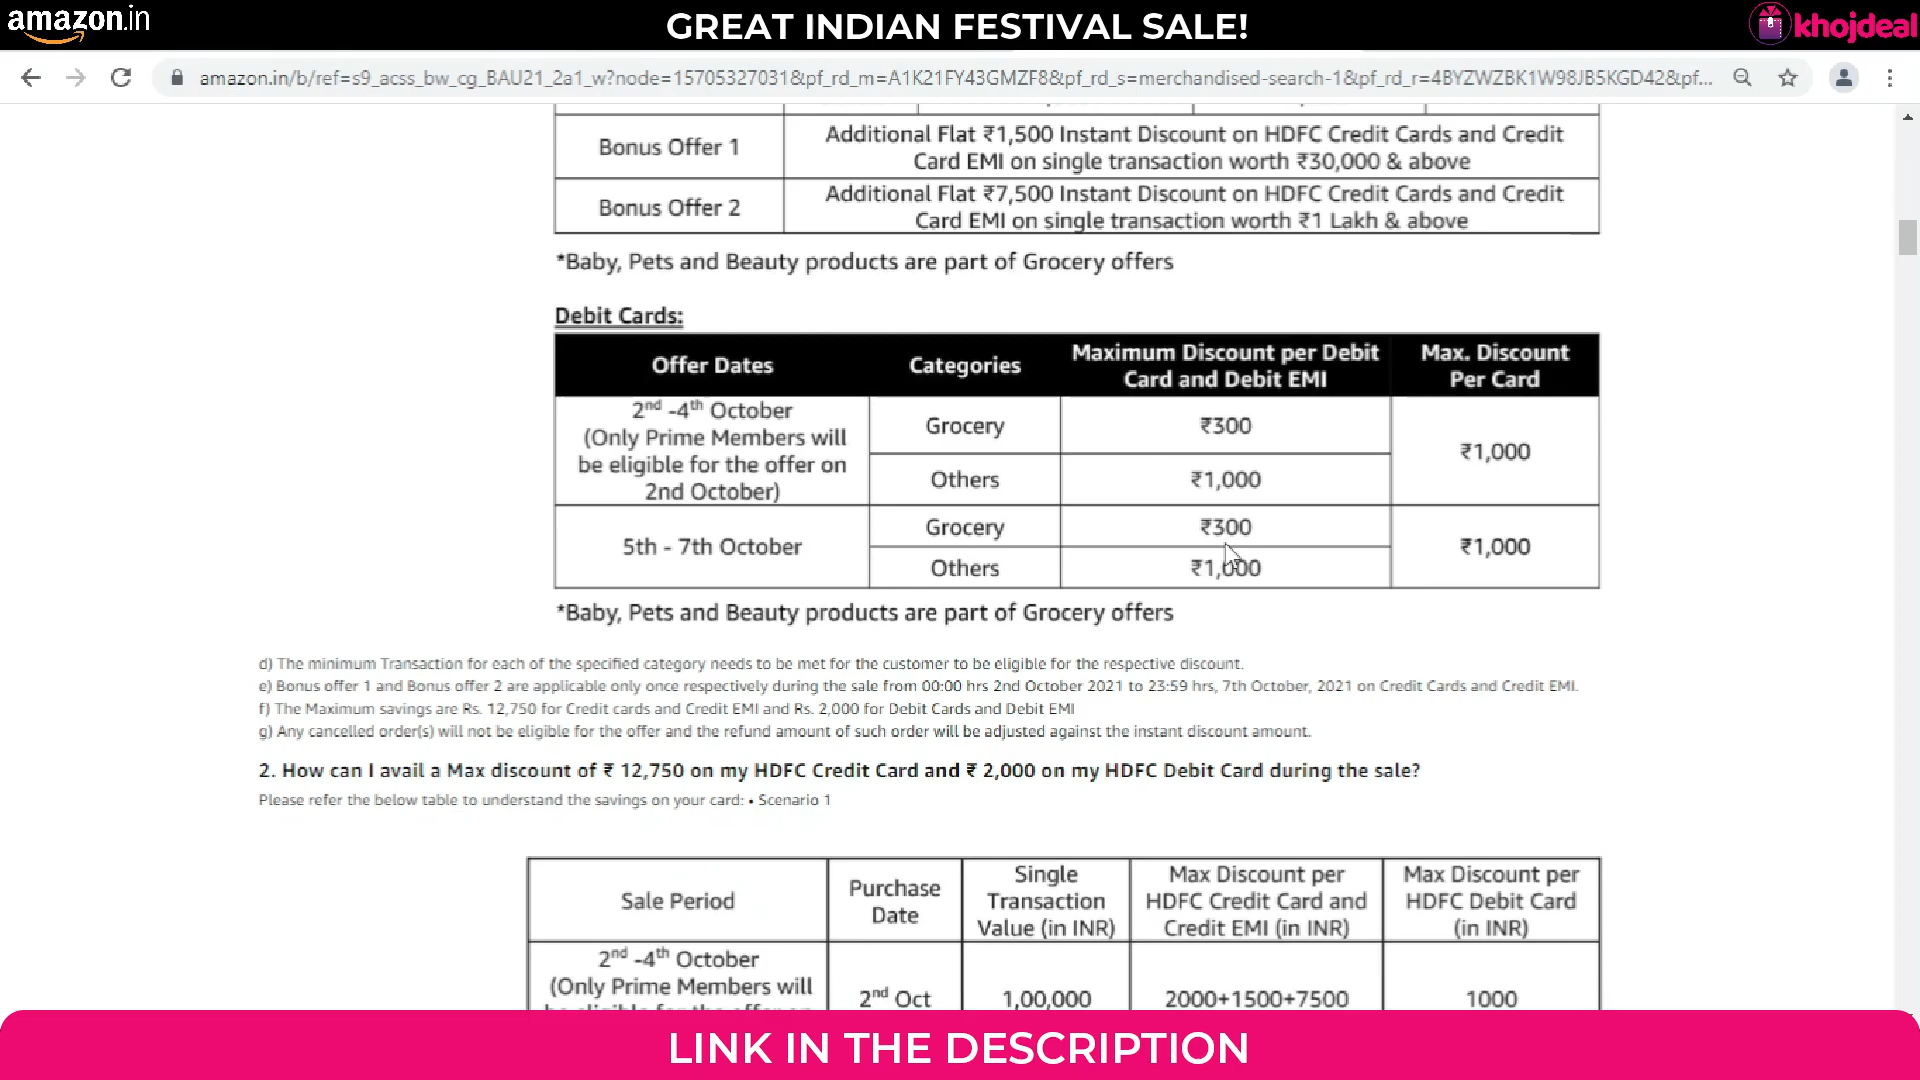 amazon.in
GREAT INDIAN FESTIVAL SALE!
khojdeal
amazon.in/b/ref=s9_acss_bw_cg_BAU21_2a1_w?node=15705327031&pf_rd_m=A1K21FY43GMZF8&pf_rd_s=merchandised-search-1&pf_rd_r=4BYZWZBK1W98JB5KGD42&pf...
Bonus Offer 1
Additional Flat ₹1,500 Instant Discount on HDFC Credit Cards and Credit
Card EMI on single transaction worth ₹30,000 & above
Bonus Offer 2
Additional Flat ₹7,500 Instant Discount on HDFC Credit Cards and Credit
Card EMI on single transaction worth ₹1 Lakh & above
*Baby, Pets and Beauty products are part of Grocery offers
Debit Cards:
Offer Dates
Categories
Maximum Discount per Debit
Card and Debit EMI
Max. Discount
Per Card
2nd -4th October
(Only Prime Members will
be eligible for the offer on
2nd October)
Grocery
₹300
₹1,000
Others
₹1,000
5th - 7th October
Grocery
₹300
₹1,000
Others
₹1,000
*Baby, Pets and Beauty products are part of Grocery offers
d) The minimum Transaction for each of the specified category needs to be met for the customer to be eligible for the respective discount.
e) Bonus offer 1 and Bonus offer 2 are applicable only once respectively during the sale from 00:00 hrs 2nd October 2021 to 23:59 hrs, 7th October, 2021 on Credit Cards and Credit EMI.
f) The Maximum savings are Rs. 12,750 for Credit cards and Credit EMI and Rs. 2,000 for Debit Cards and Debit EMI
g) Any cancelled order(s) will not be eligible for the offer and the refund amount of such order will be adjusted against the instant discount amount.
2. How can I avail a Max discount of ₹ 12,750 on my HDFC Credit Card and ₹ 2,000 on my HDFC Debit Card during the sale?
Please refer the below table to understand the savings on your card: • Scenario 1
Sale Period
Purchase
Date
Single
Transaction
Value (in INR)
Max Discount per
HDFC Credit Card and
Credit EMI (in INR)
Max Discount per
HDFC Debit Card
(in INR)
2nd -4th October
(Only Prime Members will
2nd Oct
1,00,000
2000+1500+7500
1000
LINK IN THE DESCRIPTION